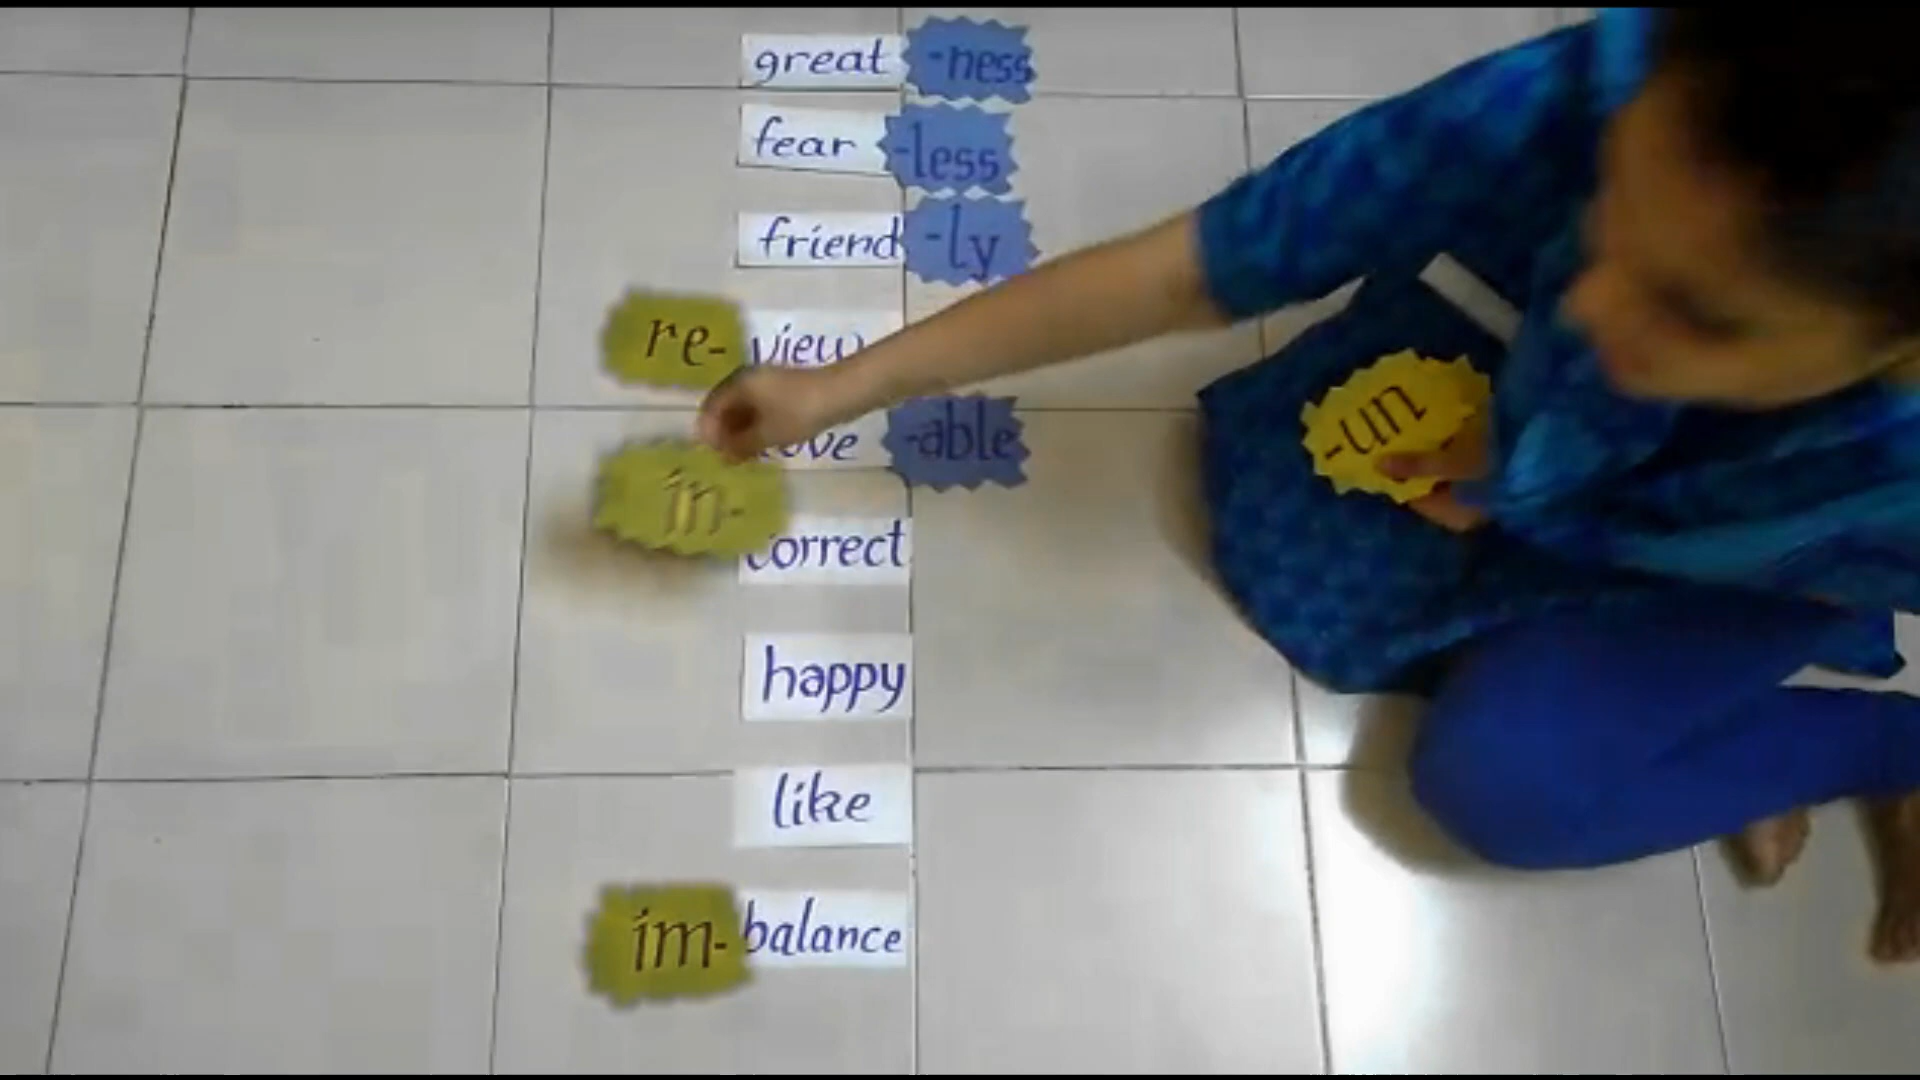 great -ness
fear -less
friend -ly
re- view
-able
-un
in- correct
happy
like
im- balance